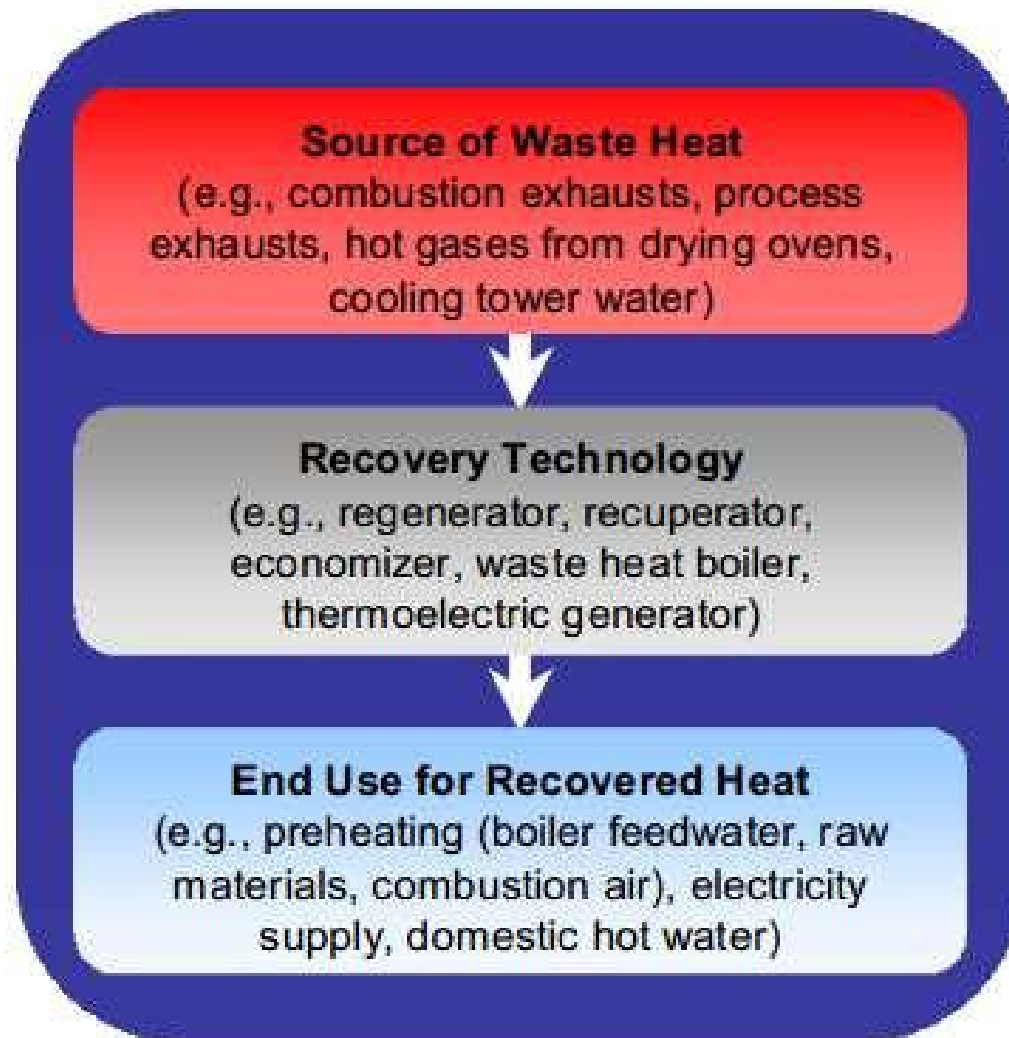 Source of Waste Heat
(e.g., combustion exhausts, process
exhausts, hot gases from drying ovens,
cooling tower water)
Recovery Technology
(e.g., regenerator, recuperator,
economizer, waste heat boiler,
thermoelectric generator)
End Use for Recovered Heat
(e.g., preheating (boiler feedwater, raw
materials, combustion air), electricity
supply, domestic hot water)